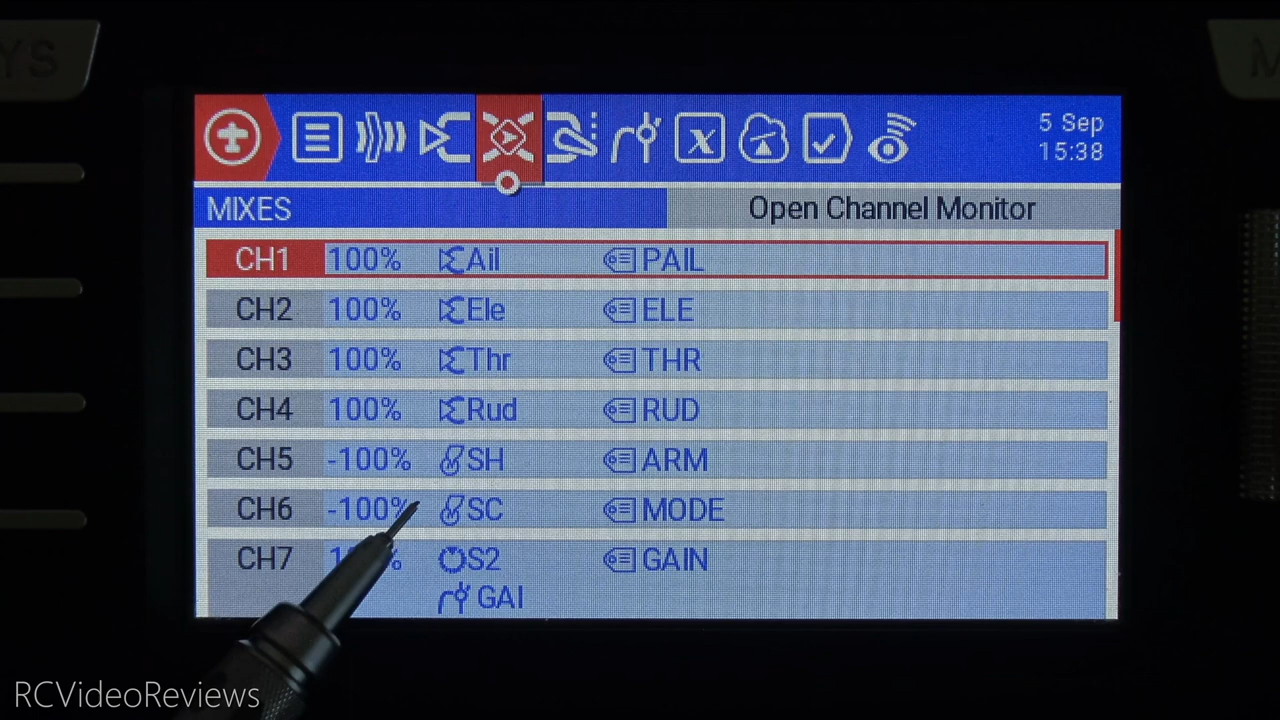 YS
5 Sep
15:38
MIXES Open Channel Monitor
CH1 100% Ail PAIL
CH2 100% Ele ELE
CH3 100% Thr THR
CH4 100% Rud RUD
CH5 -100% SH ARM
CH6 -100% SC MODE
CH7 S2 GAIN
GAI
RCVideoReviews